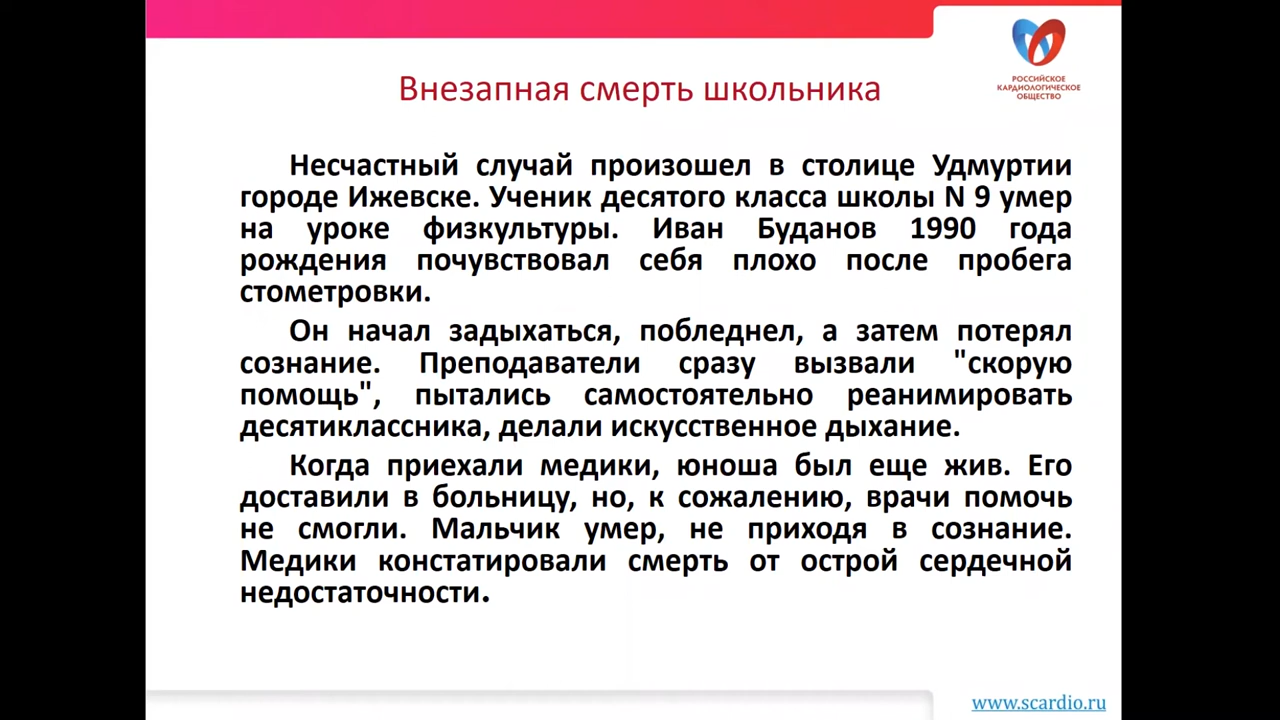 РОССИЙСКОЕ
КАРДИОЛОГИЧЕСКОЕ
ОБЩЕСТВО
Внезапная смерть школьника
Несчастный случай произошел в столице Удмуртии
городе Ижевске. Ученик десятого класса школы N 9 умер
на уроке физкультуры. Иван Буданов 1990 года
рождения почувствовал себя плохо после пробега
стометровки.
Он начал задыхаться, побледнел, а затем потерял
сознание. Преподаватели сразу вызвали "скорую
помощь", пытались самостоятельно реанимировать
десятиклассника, делали искусственное дыхание.
Когда приехали медики, юноша был еще жив. Его
доставили в больницу, но, к сожалению, врачи помочь
не смогли. Мальчик умер, не приходя в сознание.
Медики констатировали смерть от острой сердечной
недостаточности.
www.scardio.ru